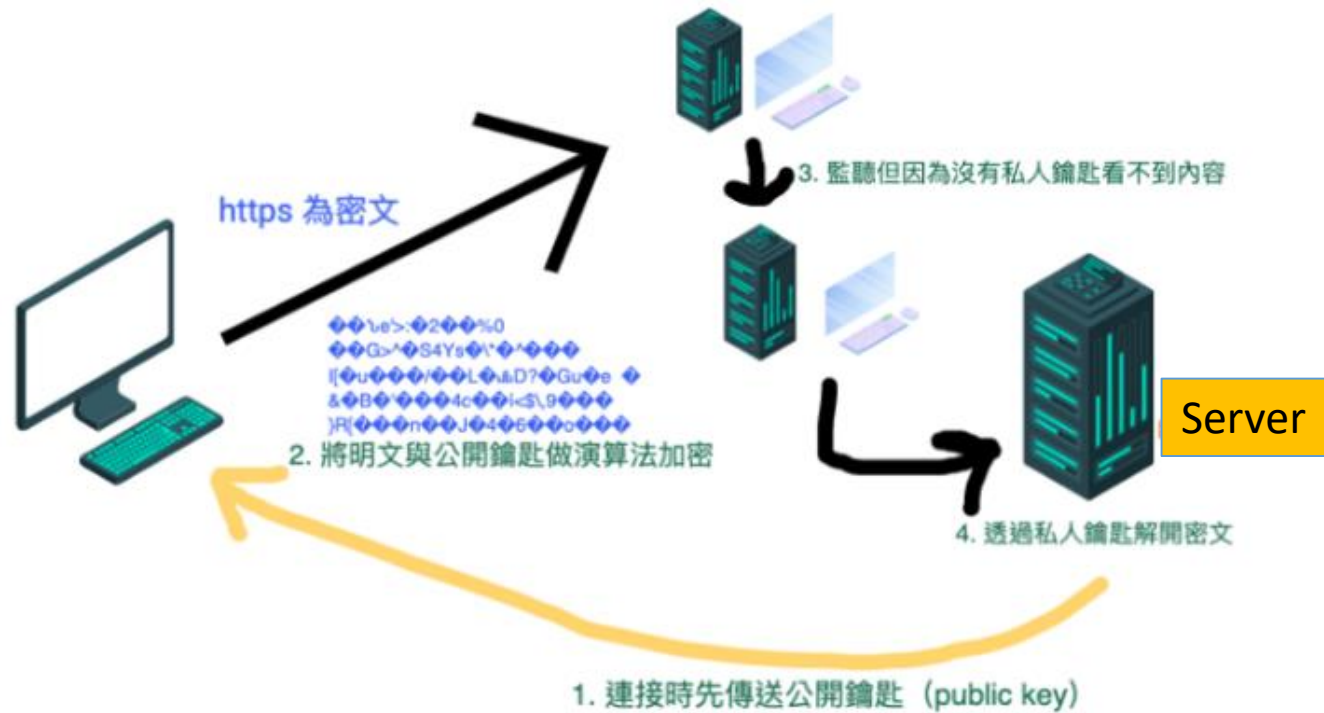 3. 監聽但因為沒有私人鑰匙看不到內容
https 為密文
2. 將明文與公開鑰匙做演算法加密
Server
4. 透過私人鑰匙解開密文
1. 連接時先傳送公開鑰匙（public key）